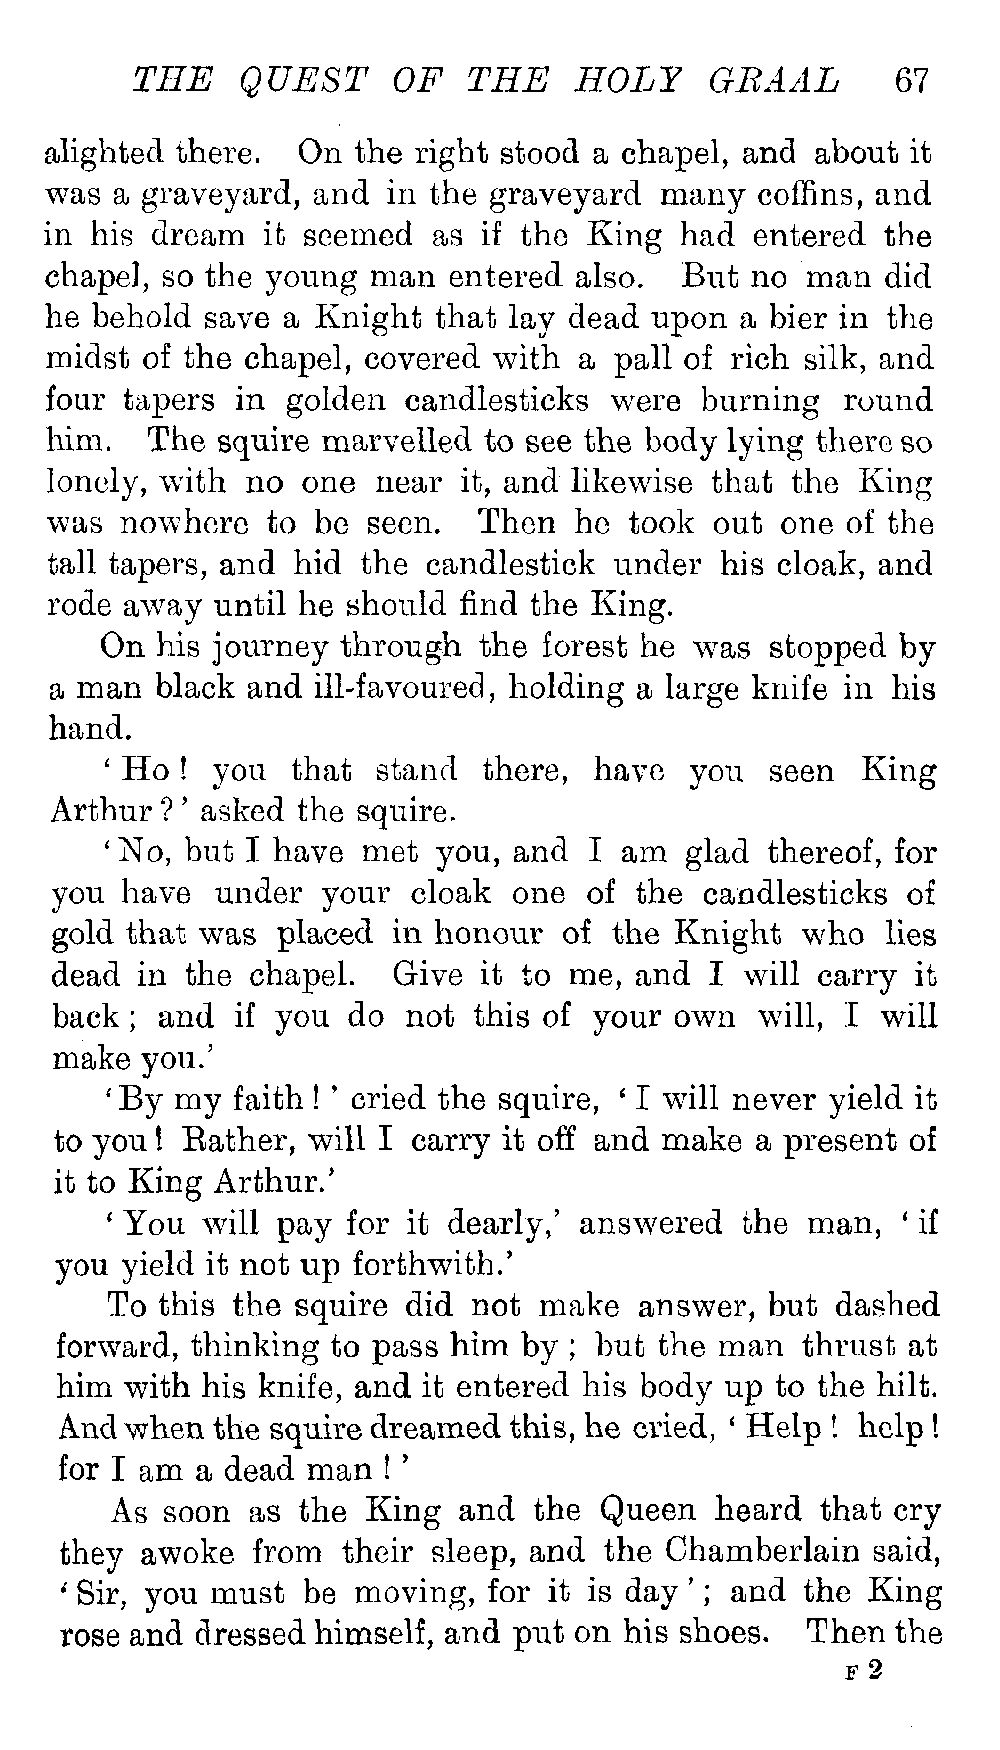 THE QUEST OF THE HOLY GRAAL 67
alighted there. On the right stood a chapel, and about it
was a graveyard, and in the graveyard many coffins, and
in his dream it seemed as if the King had entered the
chapel, so the young man entered also. But no man did
he behold save a Knight that lay dead upon a bier in the
midst of the chapel, covered with a pall of rich silk, and
four tapers in golden candlesticks were burning round
him. The squire marvelled to see the body lying there so
lonely, with no one near it, and likewise that the King
was nowhere to be seen. Then he took out one of the
tall tapers, and hid the candlestick under his cloak, and
rode away until he should find the King.
On his journey through the forest he was stopped by
a man black and ill-favoured, holding a large knife in his
hand.
‘ Ho ! you that stand there, have you seen King
Arthur ? ’ asked the squire.
‘ No, but I have met you, and I am glad thereof, for
you have under your cloak one of the candlesticks of
gold that was placed in honour of the Knight who lies
dead in the chapel. Give it to me, and I will carry it
back ; and if you do not this of your own will, I will
make you.’
‘ By my faith ! ’ cried the squire, ‘ I will never yield it
to you ! Rather, will I carry it off and make a present of
it to King Arthur.’
‘ You will pay for it dearly,’ answered the man, ‘ if
you yield it not up forthwith.’
To this the squire did not make answer, but dashed
forward, thinking to pass him by ; but the man thrust at
him with his knife, and it entered his body up to the hilt.
And when the squire dreamed this, he cried, ‘ Help ! help !
for I am a dead man ! ’
As soon as the King and the Queen heard that cry
they awoke from their sleep, and the Chamberlain said,
‘ Sir, you must be moving, for it is day ’ ; and the King
rose and dressed himself, and put on his shoes. Then the
F 2